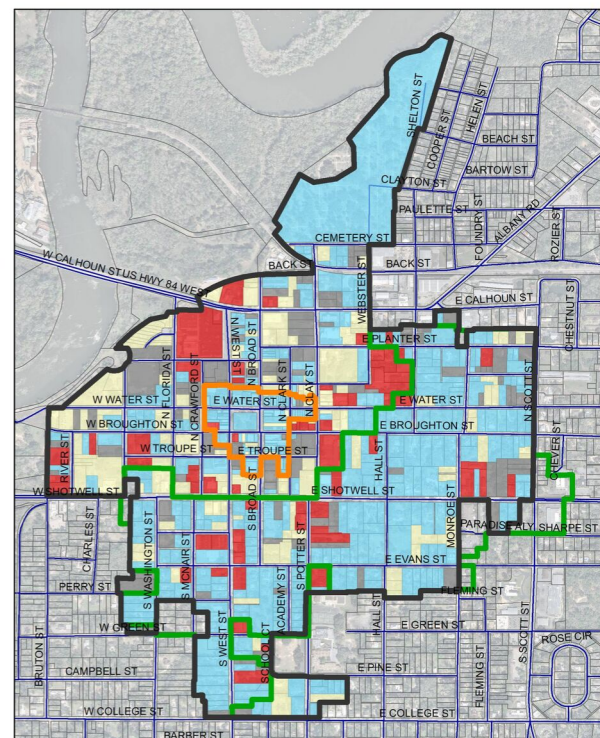 SHELTON ST
COOPER ST
HELEN ST
BEACH ST
BARTOW ST
CLAYTON ST
PAULETTE ST
FOUNDRY ST
ALBANY RD
ROZIER ST
CEMETERY ST
WEBSTER ST
BACK ST
BACK ST
W CALHOUN ST US HWY 84 WEST
E CALHOUN ST
CHESTNUT ST
N WEST ST
N BROAD ST
E PLANTER ST
N FLORIDA ST
N CRAWFORD ST
N CLARK ST
N CLAY ST
N SCOTT ST
W WATER ST
E WATER ST
E WATER ST
W BROUGHTON ST
E BROUGHTON ST
RIVER ST
W TROUPE ST
E TROUPE ST
HALL ST
W SHOTWELL ST
E SHOTWELL ST
S BROAD ST
MONROE ST
CHARLES ST
S WASHINGTON ST
S MCNAIR ST
S POTTER ST
PARADISE
ALY SHARPE ST
E EVANS ST
PERRY ST
FLEMING ST
ACADEMY ST
W GREEN ST
S WEST ST
SCHOOL CT
HALL ST
E GREEN ST
S SCOTT ST
ROSE CIR
BRUTON ST
CAMPBELL ST
E PINE ST
FLEMING ST
W COLLEGE ST
E COLLEGE ST
BARBER ST